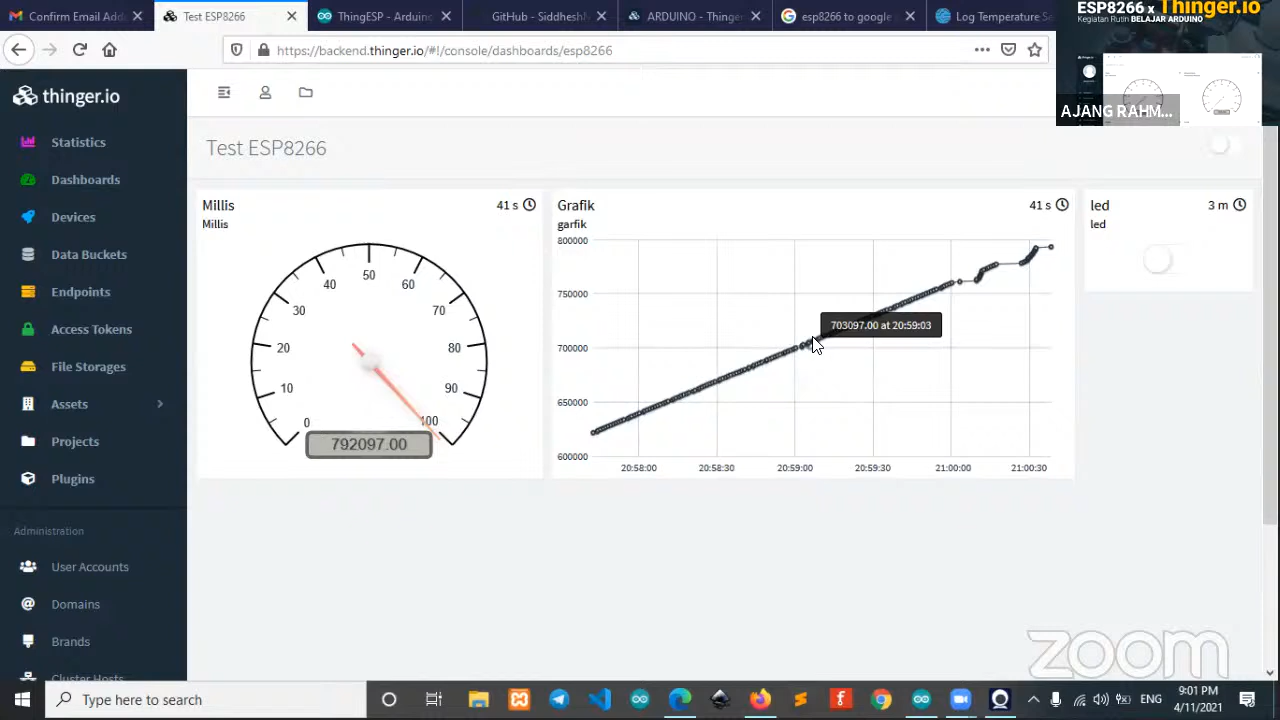 Confirm Email Add
Test ESP8266
ThingESP - Arduino
GitHub - Siddhesh
ARDUINO - Thinger
esp8266 to google
Log Temperature Se
https://backend.thinger.io/#!/console/dashboards/esp8266
ESP8266 x Thinger.io
Kegiatan Rutin BELAJAR ARDUINO
AJANG RAHM...
thinger.io
Statistics
Dashboards
Devices
Data Buckets
Endpoints
Access Tokens
File Storages
Assets
Projects
Plugins
Administration
User Accounts
Domains
Brands
Cluster Hosts
Test ESP8266
Millis
41 s
Millis
0
10
20
30
40
50
60
70
80
90
100
792097.00
Grafik
41 s
garfik
800000
750000
700000
650000
600000
703097.00 at 20:59:03
20:58:00
20:58:30
20:59:00
20:59:30
21:00:00
21:00:30
led
3 m
led
zoom
Type here to search
ENG
9:01 PM
4/11/2021